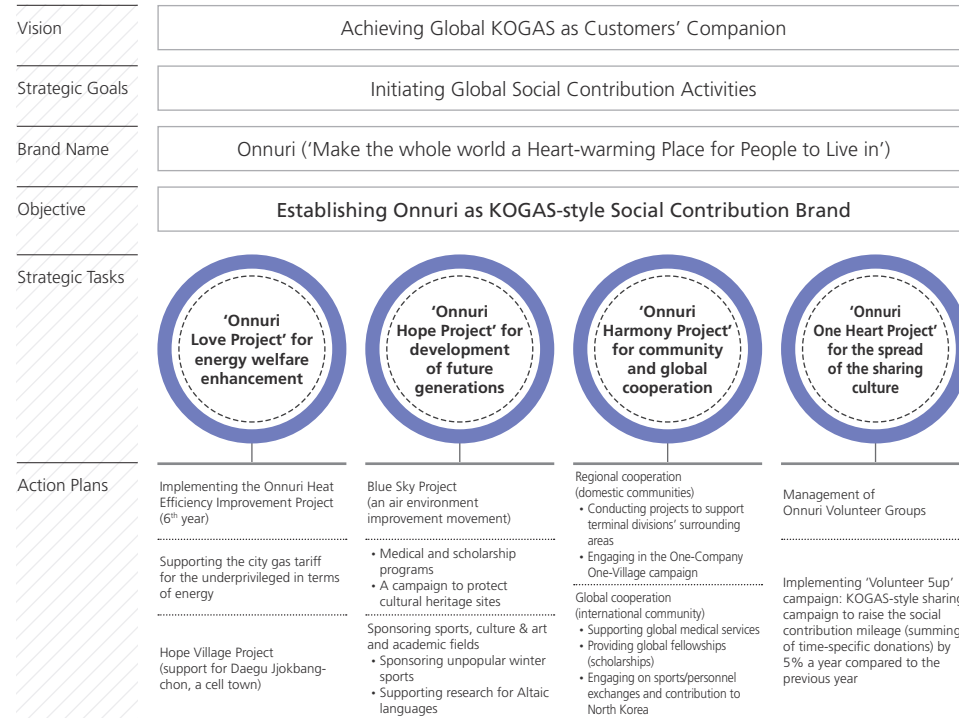 Vision
Achieving Global KOGAS as Customers’ Companion
Strategic Goals
Initiating Global Social Contribution Activities
Brand Name
Onnuri (‘Make the whole world a Heart-warming Place for People to Live in’)
Objective
Establishing Onnuri as KOGAS-style Social Contribution Brand
Strategic Tasks
‘Onnuri
Love Project’ for
energy welfare
enhancement
‘Onnuri
Hope Project’ for
development
of future
generations
‘Onnuri
Harmony Project’
for community
and global
cooperation
‘Onnuri
One Heart Project’
for the spread
of the sharing
culture
Action Plans
Implementing the Onnuri Heat
Efficiency Improvement Project
(6th year)
Supporting the city gas tariff
for the underprivileged in terms
of energy
Hope Village Project
(support for Daegu Jjokbang-
chon, a cell town)
Blue Sky Project
(an air environment
improvement movement)
• Medical and scholarship
programs
• A campaign to protect
cultural heritage sites
Sponsoring sports, culture & art
and academic fields
• Sponsoring unpopular winter
sports
• Supporting research for Altaic
languages
Regional cooperation
(domestic communities)
• Conducting projects to support
terminal divisions’ surrounding
areas
• Engaging in the One-Company
One-Village campaign
Global cooperation
(international community)
• Supporting global medical services
• Providing global fellowships
(scholarships)
• Engaging on sports/personnel
exchanges and contribution to
North Korea
Management of
Onnuri Volunteer Groups
Implementing ‘Volunteer 5up’
campaign: KOGAS-style sharing
campaign to raise the social
contribution mileage (summing
of time-specific donations) by
5% a year compared to the
previous year